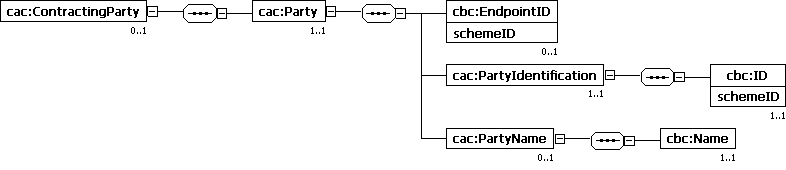 cac:ContractingParty
0..1
cac:Party
1..1
cbc:EndpointID
schemeID
0..1
cac:PartyIdentification
1..1
cbc:ID
schemeID
1..1
cac:PartyName
0..1
cbc:Name
1..1